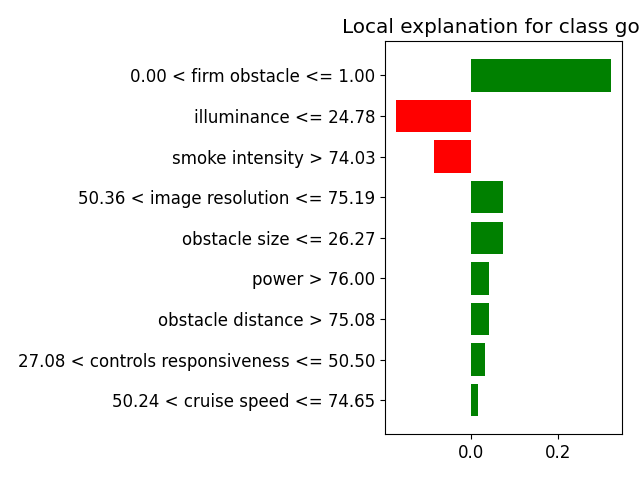 Local explanation for class go
0.00 < firm obstacle <= 1.00
illuminance <= 24.78
smoke intensity > 74.03
50.36 < image resolution <= 75.19
obstacle size <= 26.27
power > 76.00
obstacle distance > 75.08
27.08 < controls responsiveness <= 50.50
50.24 < cruise speed <= 74.65
0.0 0.2